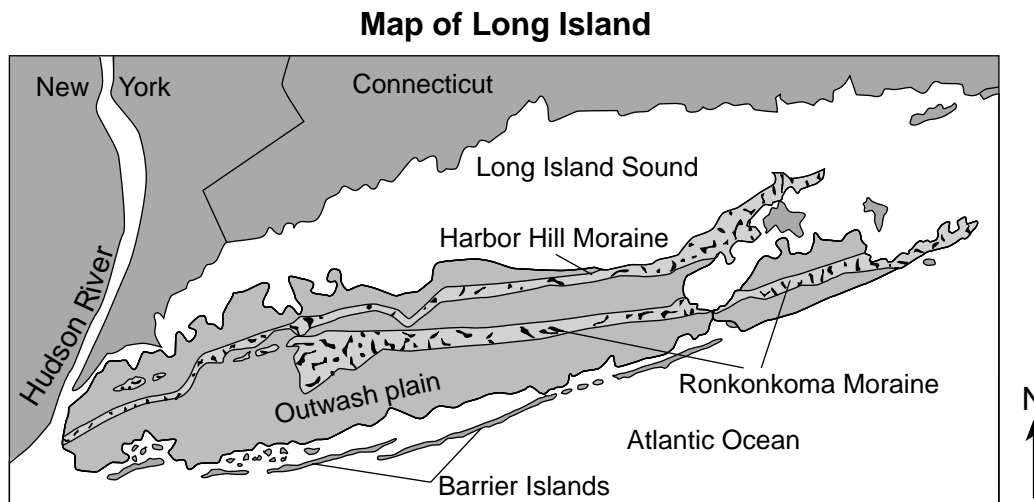 Map of Long Island
New York
Connecticut
Long Island Sound
Harbor Hill Moraine
Hudson River
Ronkonkoma Moraine
Outwash plain
N
Atlantic Ocean
Barrier Islands